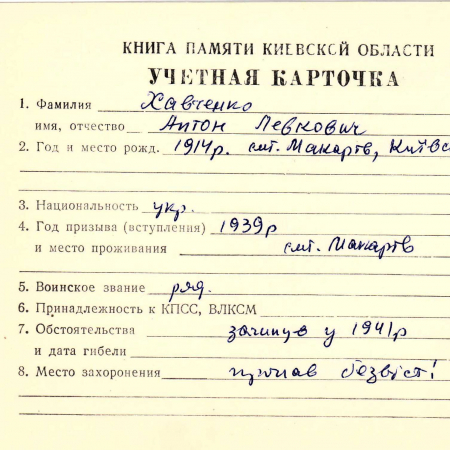 КНИГА ПАМЯТИ КИЕВСКОЙ ОБЛАСТИ
УЧЕТНАЯ КАРТОЧКА
1. Фамилия Хавченко
имя, отчество Антон Левкович
2. Год и место рожд. 1914р. смт. Макарів, Київс
3. Национальность укр.
4. Год призыва (вступления) 1939р
и место проживания смт. Макарів
5. Воинское звание ряд.
6. Принадлежность к КПСС, ВЛКСМ
7. Обстоятельства загинув у 1941р
и дата гибели
8. Место захоронения пропав безвісті